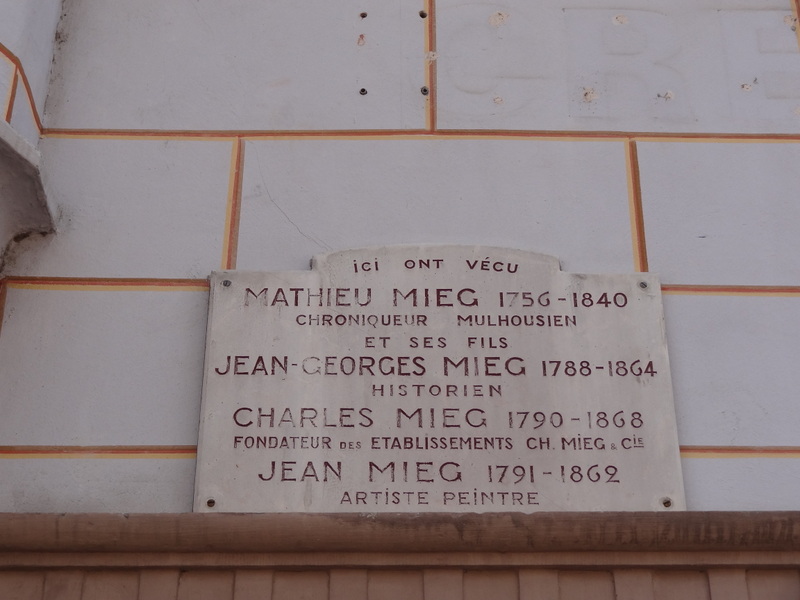 ICI ONT VÉCU
MATHIEU MIEG 1756-1840
CHRONIQUEUR MULHOUSIEN
ET SES FILS
JEAN-GEORGES MIEG 1788-1864
HISTORIEN
CHARLES MIEG 1790-1868
FONDATEUR DES ETABLISSEMENTS CH. MIEG & Cie
JEAN MIEG 1791-1862
ARTISTE PEINTRE